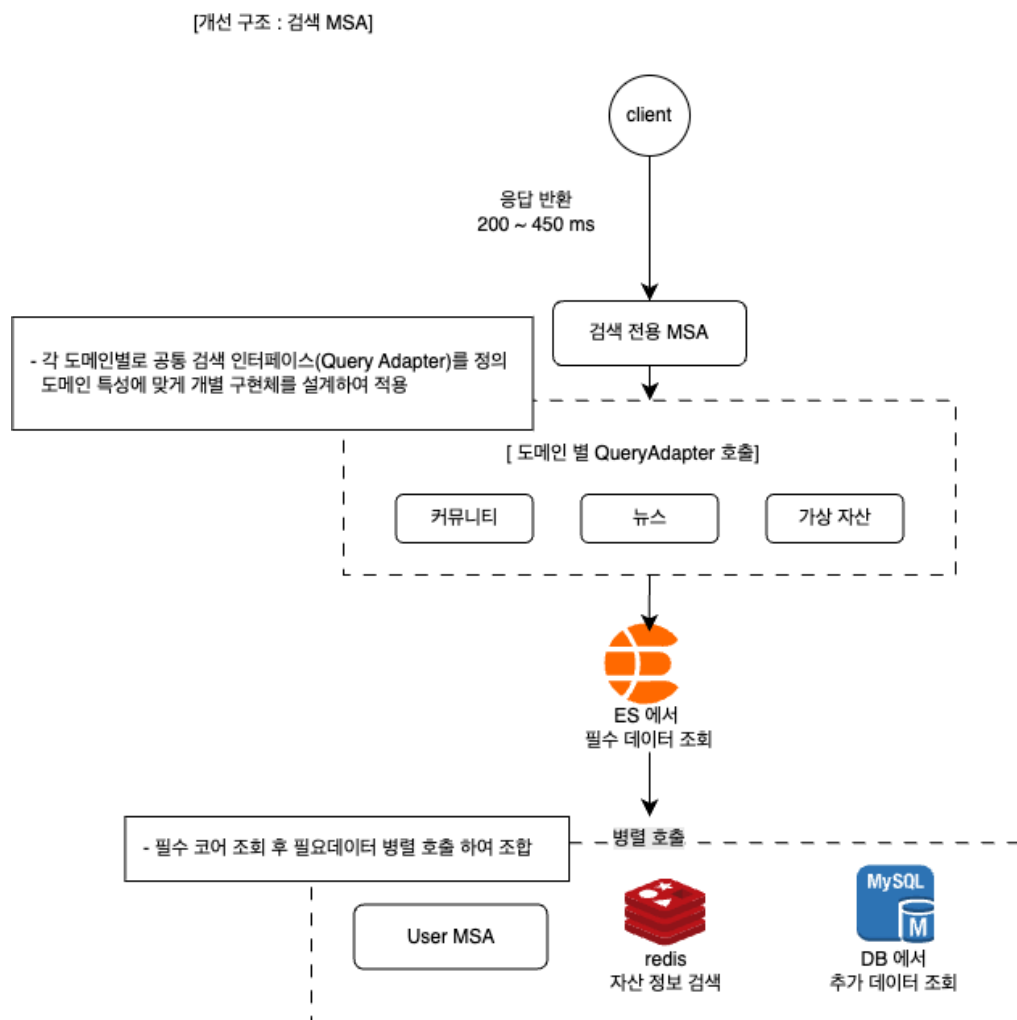 [개선 구조 : 검색 MSA]
client
응답 반환
200 ~ 450 ms
검색 전용 MSA
- 각 도메인별로 공통 검색 인터페이스(Query Adapter)를 정의
도메인 특성에 맞게 개별 구현체를 설계하여 적용
[ 도메인 별 QueryAdapter 호출]
커뮤니티
뉴스
가상 자산
ES 에서
필수 데이터 조회
병렬 호출
- 필수 코어 조회 후 필요데이터 병렬 호출 하여 조합
User MSA
redis
자산 정보 검색
MySQL
M
DB 에서
추가 데이터 조회